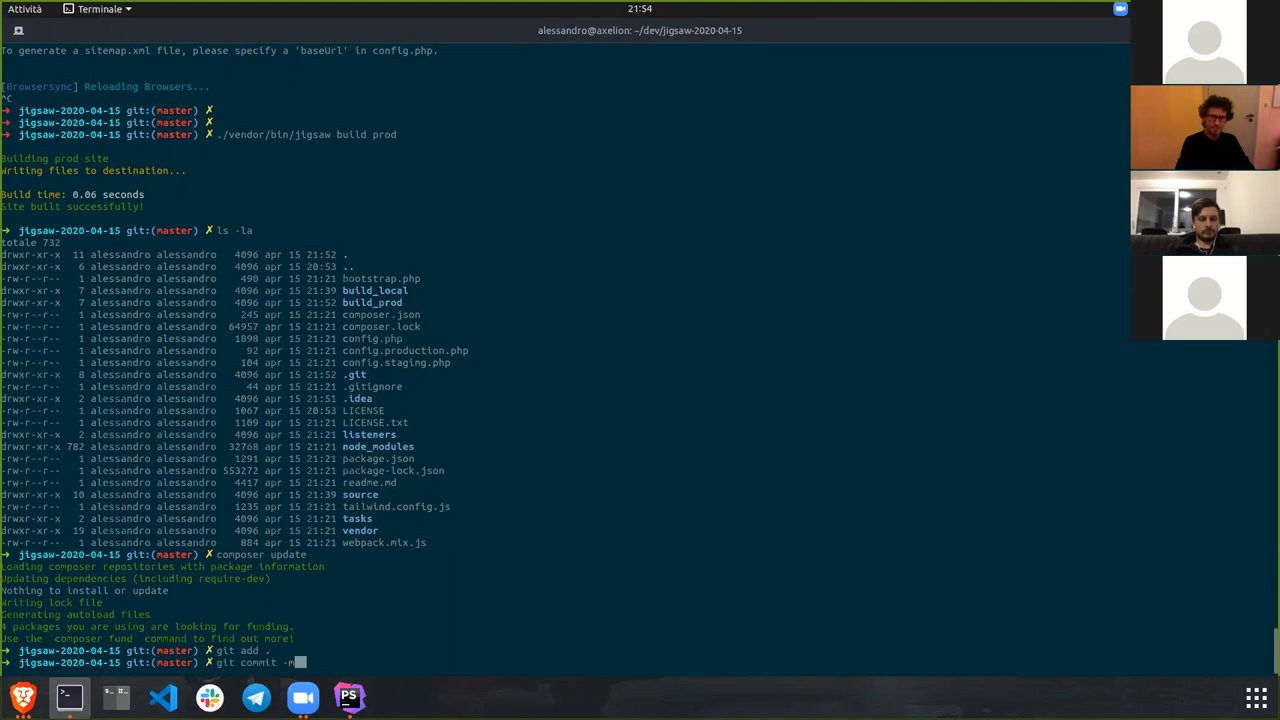 Attività
Terminale
21:54
alessandro@axelion: ~/dev/jigsaw-2020-04-15
To generate a sitemap.xml file, please specify a 'baseUrl' in config.php.
[Browsersync] Reloading Browsers...
^C
→ jigsaw-2020-04-15 git:(master) ✗
→ jigsaw-2020-04-15 git:(master) ✗
→ jigsaw-2020-04-15 git:(master) ✗ ./vendor/bin/jigsaw build prod
Building prod site
Writing files to destination...
Build time: 0.06 seconds
Site built successfully!
→ jigsaw-2020-04-15 git:(master) ✗ ls -la
totale 732
drwxr-xr-x 11 alessandro alessandro 4096 apr 15 21:52 .
drwxr-xr-x 6 alessandro alessandro 4096 apr 15 20:53 ..
-rw-r--r-- 1 alessandro alessandro 490 apr 15 21:21 bootstrap.php
drwxr-xr-x 7 alessandro alessandro 4096 apr 15 21:39 build_local
drwxr-xr-x 7 alessandro alessandro 4096 apr 15 21:52 build_prod
-rw-r--r-- 1 alessandro alessandro 245 apr 15 21:21 composer.json
-rw-r--r-- 1 alessandro alessandro 64957 apr 15 21:21 composer.lock
-rw-r--r-- 1 alessandro alessandro 1898 apr 15 21:21 config.php
-rw-r--r-- 1 alessandro alessandro 92 apr 15 21:21 config.production.php
-rw-r--r-- 1 alessandro alessandro 104 apr 15 21:21 config.staging.php
drwxr-xr-x 8 alessandro alessandro 4096 apr 15 21:52 .git
-rw-r--r-- 1 alessandro alessandro 44 apr 15 21:21 .gitignore
drwxr-xr-x 2 alessandro alessandro 4096 apr 15 21:51 .idea
-rw-r--r-- 1 alessandro alessandro 1067 apr 15 20:53 LICENSE
-rw-r--r-- 1 alessandro alessandro 1109 apr 15 21:21 LICENSE.txt
drwxr-xr-x 2 alessandro alessandro 4096 apr 15 21:21 listeners
drwxr-xr-x 782 alessandro alessandro 32768 apr 15 21:21 node_modules
-rw-r--r-- 1 alessandro alessandro 1291 apr 15 21:21 package.json
-rw-r--r-- 1 alessandro alessandro 553272 apr 15 21:21 package-lock.json
-rw-r--r-- 1 alessandro alessandro 4417 apr 15 21:21 readme.md
drwxr-xr-x 10 alessandro alessandro 4096 apr 15 21:39 source
-rw-r--r-- 1 alessandro alessandro 1235 apr 15 21:21 tailwind.config.js
drwxr-xr-x 2 alessandro alessandro 4096 apr 15 21:21 tasks
drwxr-xr-x 19 alessandro alessandro 4096 apr 15 21:21 vendor
-rw-r--r-- 1 alessandro alessandro 884 apr 15 21:21 webpack.mix.js
→ jigsaw-2020-04-15 git:(master) ✗ composer update
Loading composer repositories with package information
Updating dependencies (including require-dev)
Nothing to install or update
Writing lock file
Generating autoload files
4 packages you are using are looking for funding.
Use the `composer fund` command to find out more!
→ jigsaw-2020-04-15 git:(master) ✗ git add .
→ jigsaw-2020-04-15 git:(master) ✗ git commit -m
PS